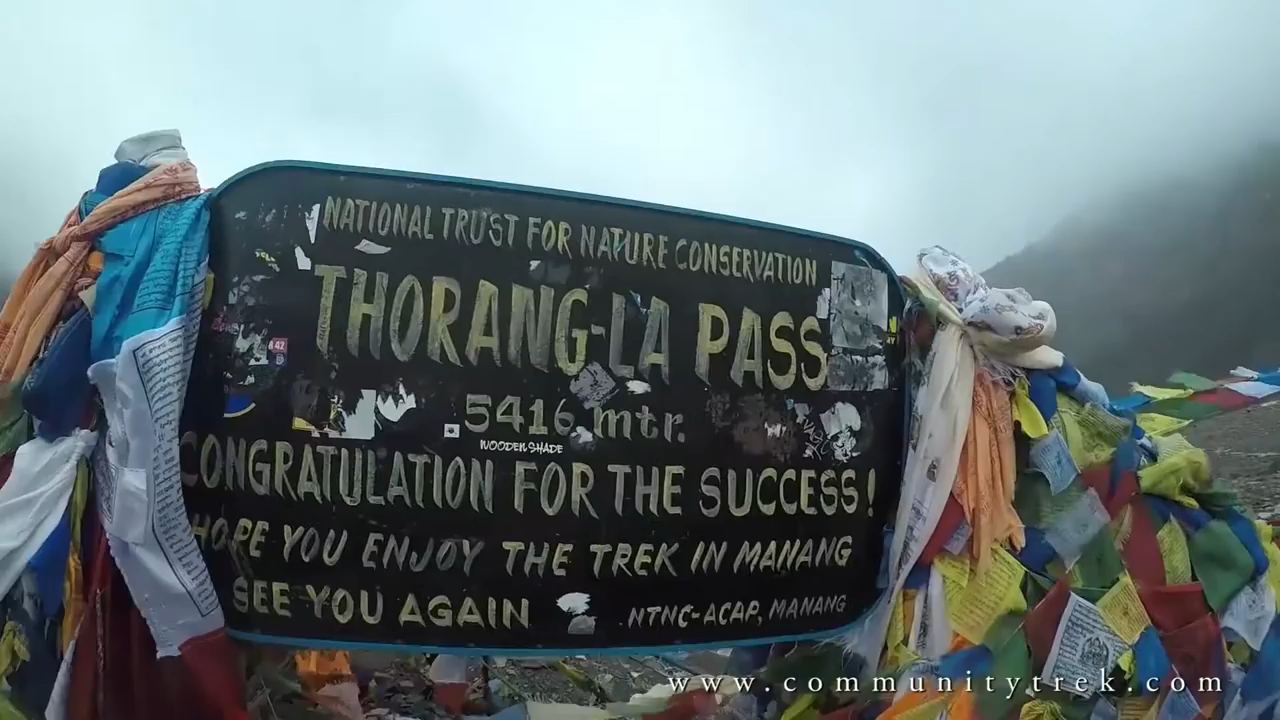 NATIONAL TRUST FOR NATURE CONSERVATION
THORANG-LA PASS
5416 mtr.
WOODEN SHADE
CONGRATULATION FOR THE SUCCESS!
HOPE YOU ENJOY THE TREK IN MANANG
SEE YOU AGAIN
NTNC-ACAP, MANANG
www.communitytrek.com